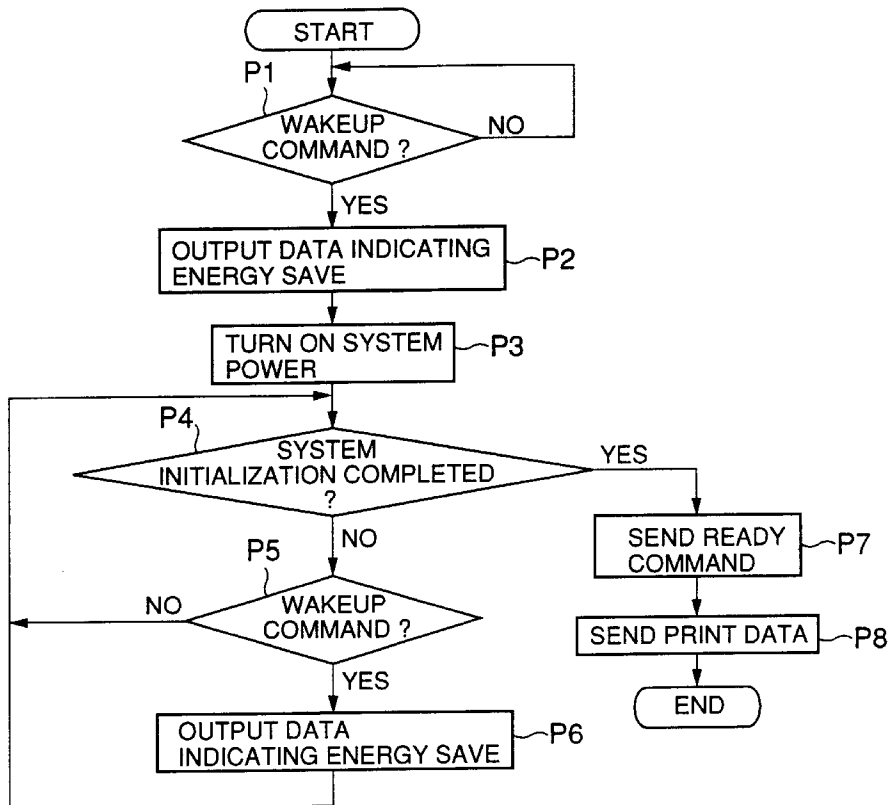 START
P1
WAKEUP
COMMAND ?
NO
YES
OUTPUT DATA INDICATING
ENERGY SAVE
P2
TURN ON SYSTEM
POWER
P3
P4
SYSTEM
INITIALIZATION COMPLETED
?
YES
NO
SEND READY
COMMAND
P7
P5
WAKEUP
COMMAND ?
NO
YES
SEND PRINT DATA
P8
END
OUTPUT DATA
INDICATING ENERGY SAVE
P6